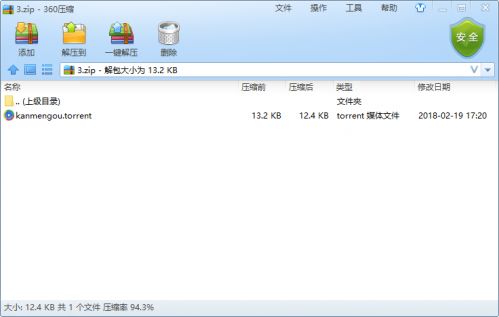 3.zip - 360压缩
文件 操作 工具 帮助
添加 解压到 一键解压 删除
安全
3.zip - 解包大小为 13.2 KB
名称 压缩前 压缩后 类型 修改日期
.. (上级目录) 文件夹
kanmengou.torrent 13.2 KB 12.4 KB torrent 媒体文件 2018-02-19 17:20
大小: 12.4 KB 共 1 个文件 压缩率 94.3%